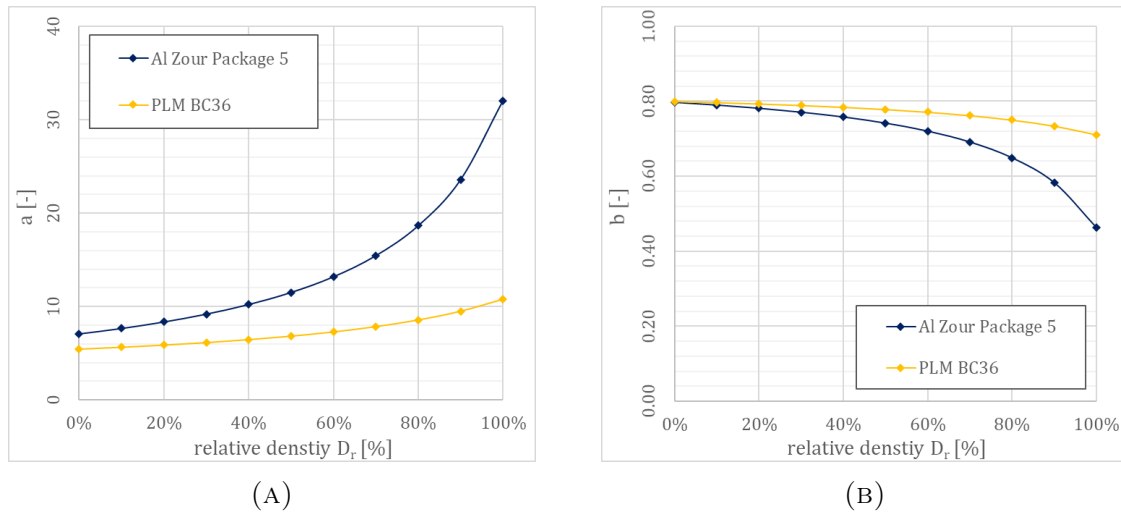 40
30
20
10
0
a [-]
Al Zour Package 5
PLM BC36
0%
20%
40%
60%
80%
100%
relative denstiy Dr [%]
(A)
1.00
0.80
0.60
0.40
0.20
0.00
b [-]
Al Zour Package 5
PLM BC36
0%
20%
40%
60%
80%
100%
relative denstiy Dr [%]
(B)